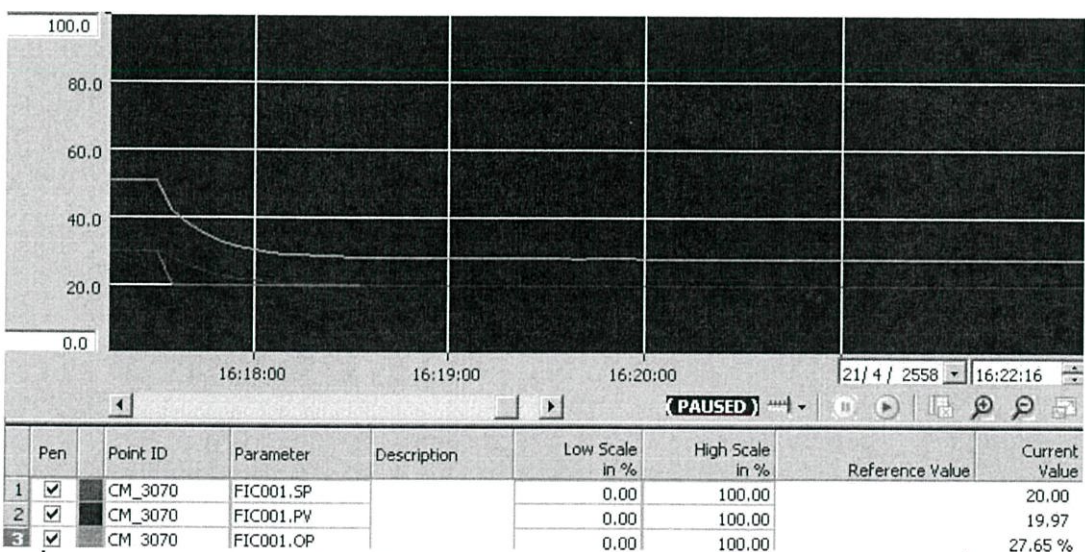 100.0
80.0
60.0
40.0
20.0
0.0
16:18:00 16:19:00 16:20:00 21/ 4 / 2558 16:22:16
( PAUSED )
Pen Point ID Parameter Description Low Scale in % High Scale in % Reference Value Current Value
1 CM_3070 FIC001.SP 0.00 100.00 20.00
2 CM_3070 FIC001.PV 0.00 100.00 19.97
3 CM_3070 FIC001.OP 0.00 100.00 27.65 %